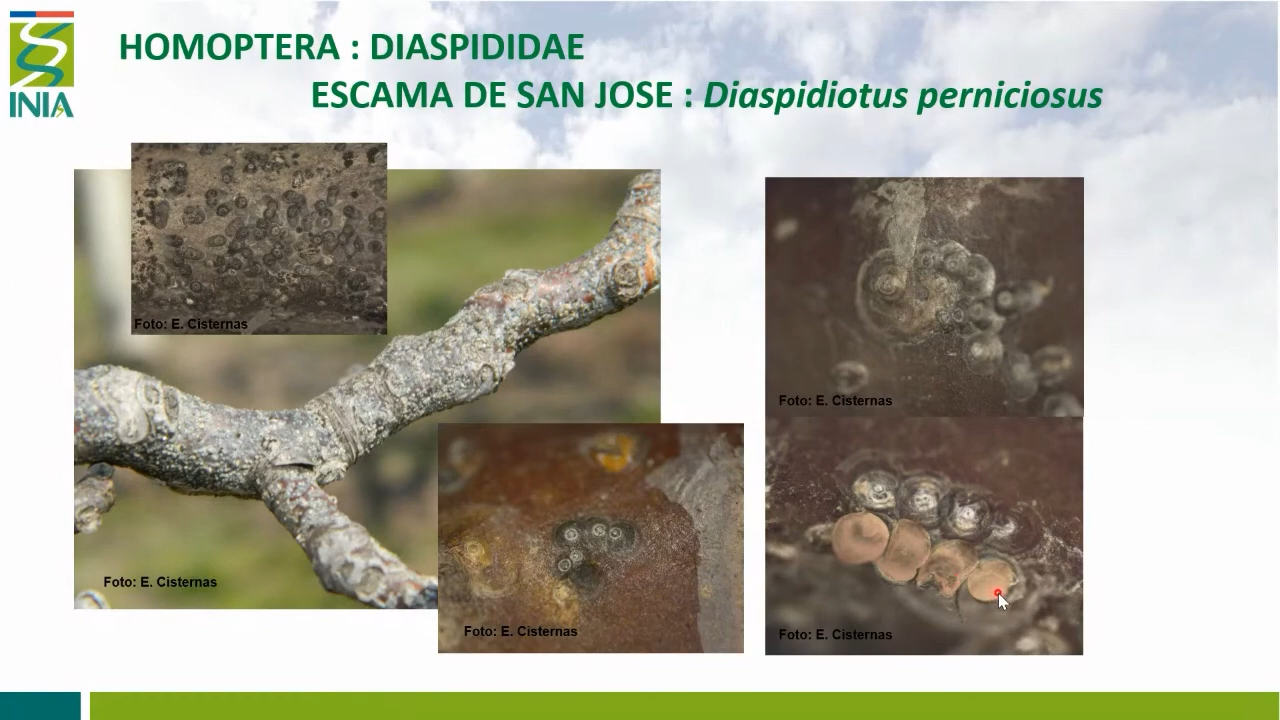 HOMOPTERA : DIASPIDIDAE
ESCAMA DE SAN JOSE : Diaspidiotus perniciosus
INIA
Foto: E. Cisternas
Foto: E. Cisternas
Foto: E. Cisternas
Foto: E. Cisternas
Foto: E. Cisternas